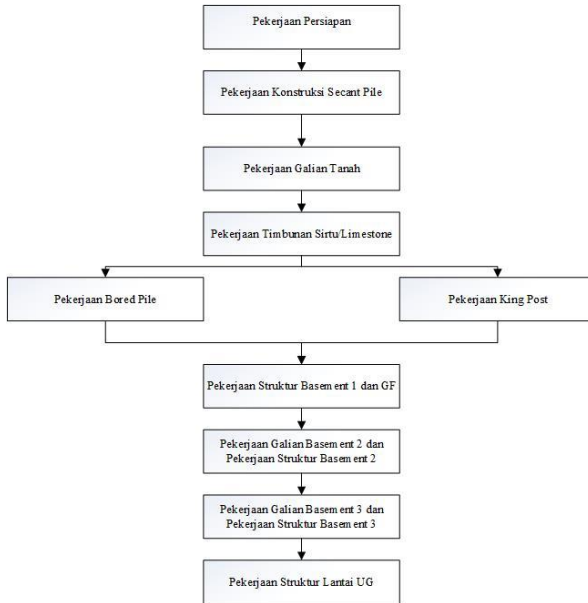 Pekerjaan Persiapan
Pekerjaan Konstruksi Secant Pile
Pekerjaan Galian Tanah
Pekerjaan Timbunan Sirtu/Limestone
Pekerjaan Bored Pile
Pekerjaan King Post
Pekerjaan Struktur Basement 1 dan GF
Pekerjaan Galian Basement 2 dan
Pekerjaan Struktur Basement 2
Pekerjaan Galian Basement 3 dan
Pekerjaan Struktur Basement 3
Pekerjaan Struktur Lantai UG